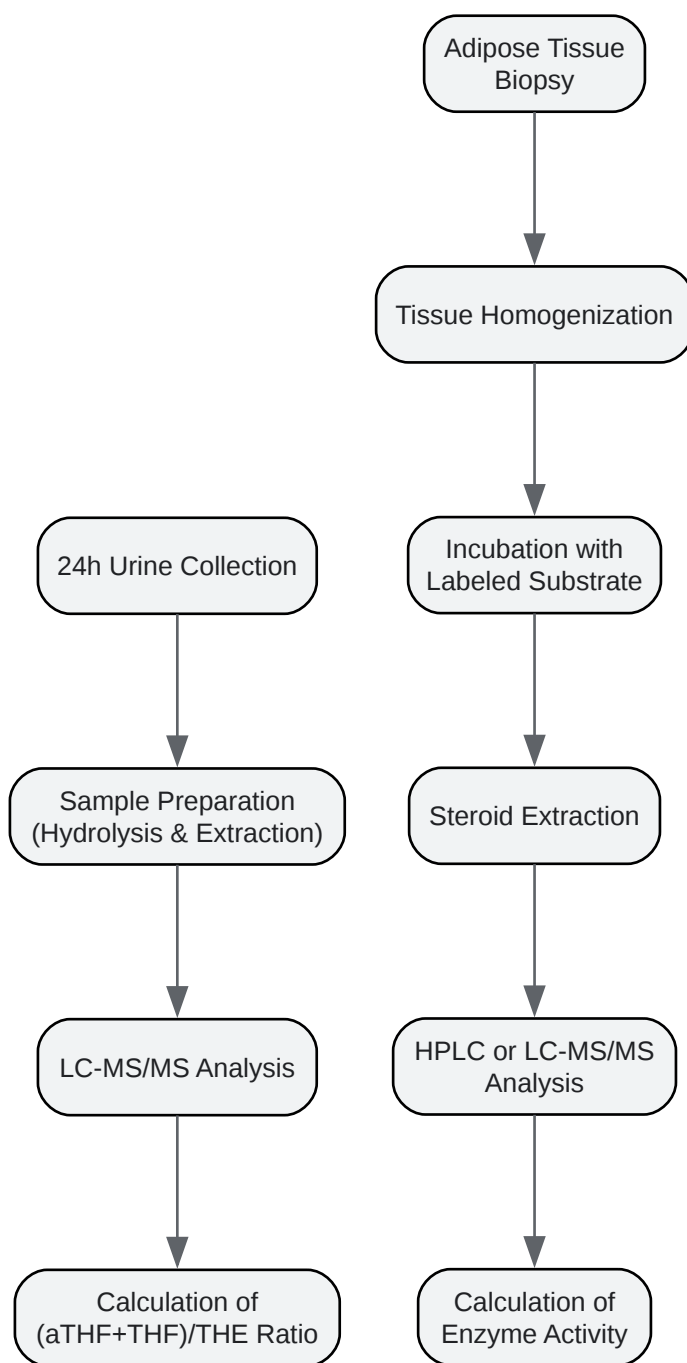 Adipose Tissue
Biopsy
Tissue Homogenization
24h Urine Collection
Incubation with
Labeled Substrate
Sample Preparation
(Hydrolysis & Extraction)
Steroid Extraction
LC-MS/MS Analysis
HPLC or LC-MS/MS
Analysis
Calculation of
(aTHF+THF)/THE Ratio
Calculation of
Enzyme Activity